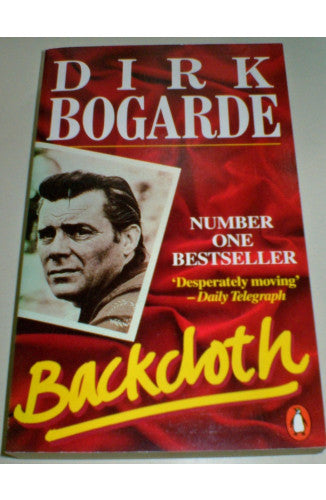 DIRK
BOGARDE
NUMBER
ONE
BESTSELLER
‘Desperately moving’
– Daily Telegraph
Backcloth